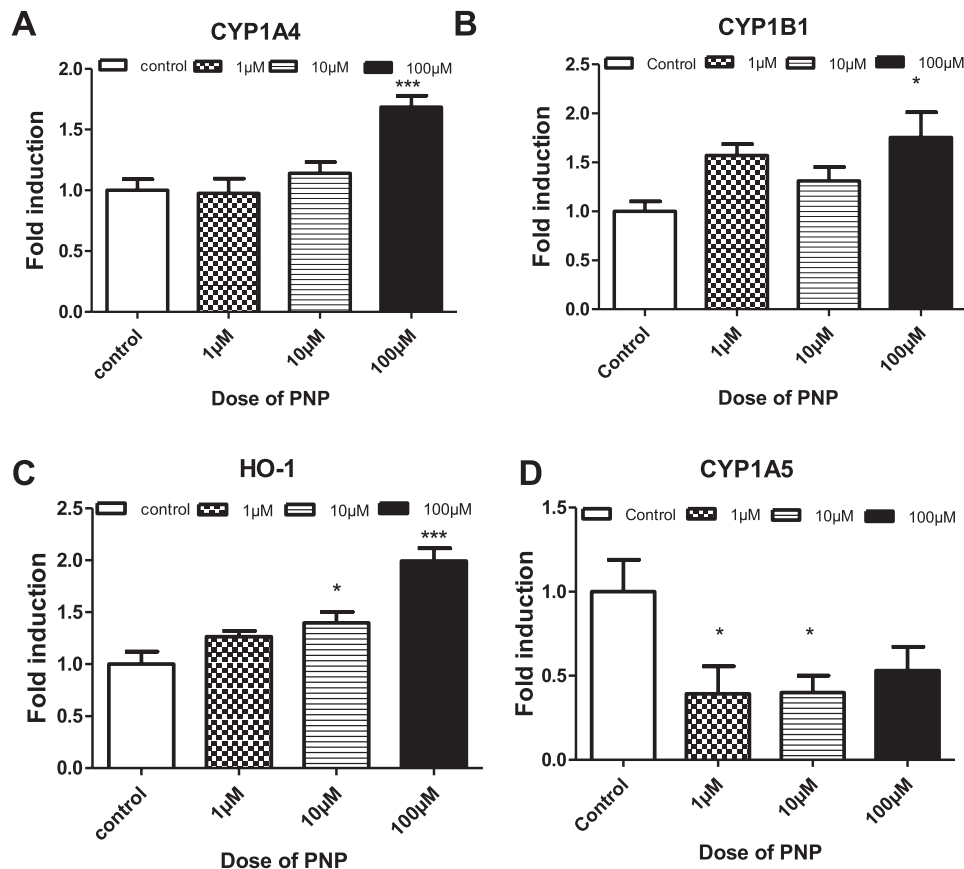 A
CYP1A4
control 1µM 10µM 100µM
***
2.0
1.5
1.0
0.5
0.0
Fold induction
control 1µM 10µM 100µM
Dose of PNP
B
CYP1B1
Control 1µM 10µM 100µM
*
2.5
2.0
1.5
1.0
0.5
0.0
Fold induction
Control 1µM 10µM 100µM
Dose of PNP
C
HO-1
control 1µM 10µM 100µM
***
*
2.5
2.0
1.5
1.0
0.5
0.0
Fold induction
control 1µM 10µM 100µM
Dose of PNP
D
CYP1A5
Control 1µM 10µM 100µM
* *
1.5
1.0
0.5
0.0
Fold induction
Control 1µM 10µM 100µM
Dose of PNP